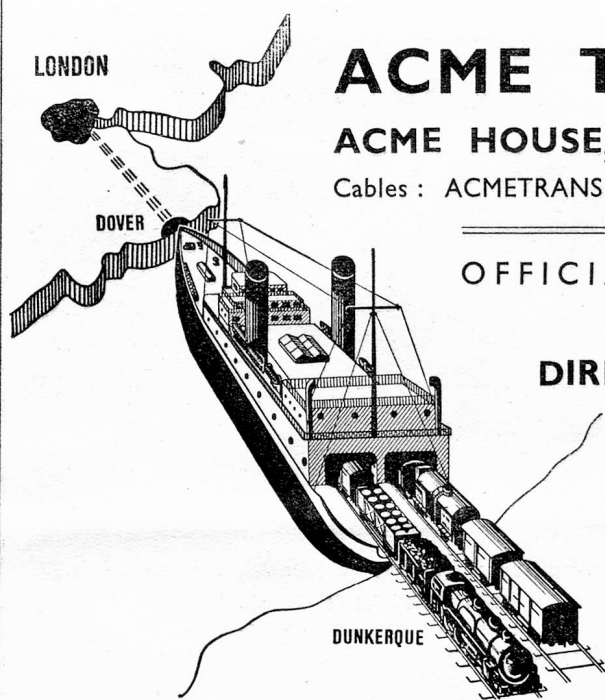 LONDON
ACME T
ACME HOUSE,
Cables : ACMETRANS
DOVER
OFFICI
DIR
DUNKERQUE